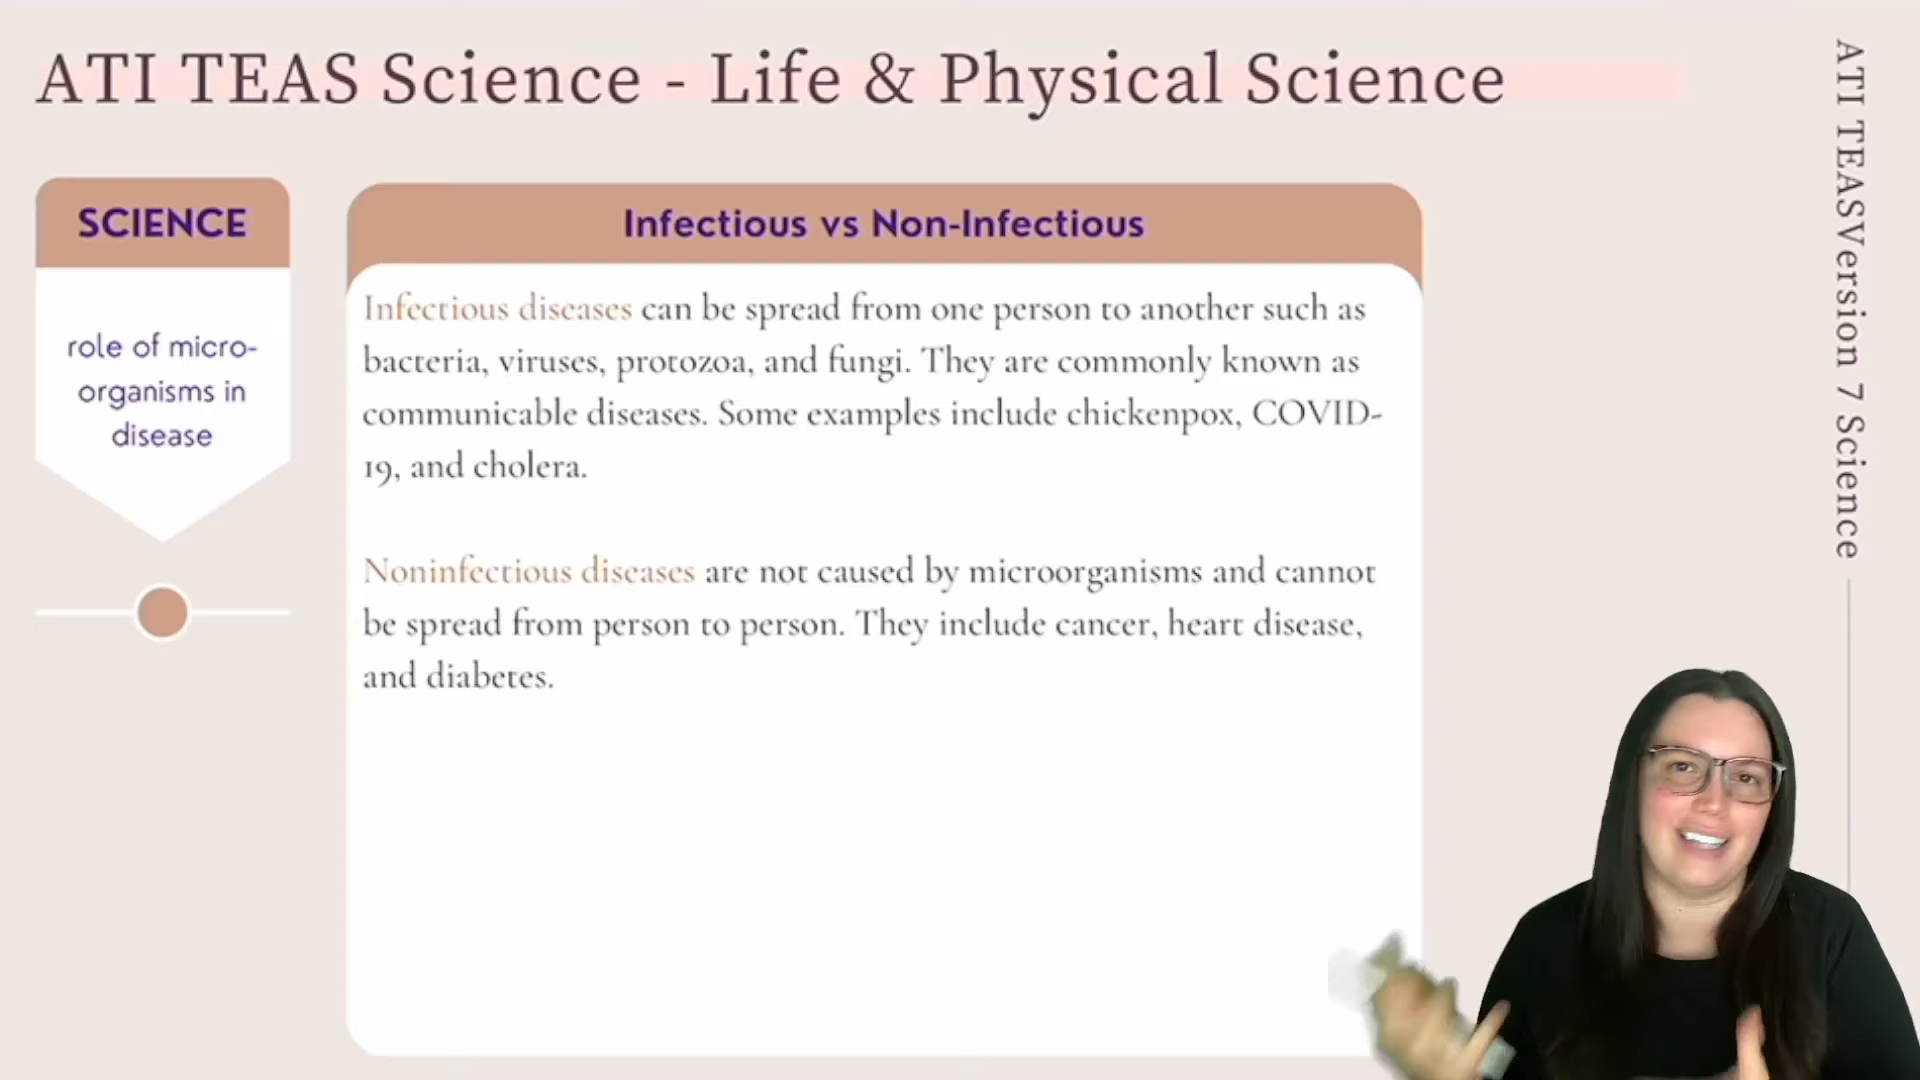 ATI TEAS Science - Life & Physical Science
SCIENCE
role of micro-
organisms in
disease
Infectious vs Non-Infectious
Infectious diseases can be spread from one person to another such as
bacteria, viruses, protozoa, and fungi. They are commonly known as
communicable diseases. Some examples include chickenpox, COVID-
19, and cholera.
Noninfectious diseases are not caused by microorganisms and cannot
be spread from person to person. They include cancer, heart disease,
and diabetes.
ATI TEASVersion 7 Science